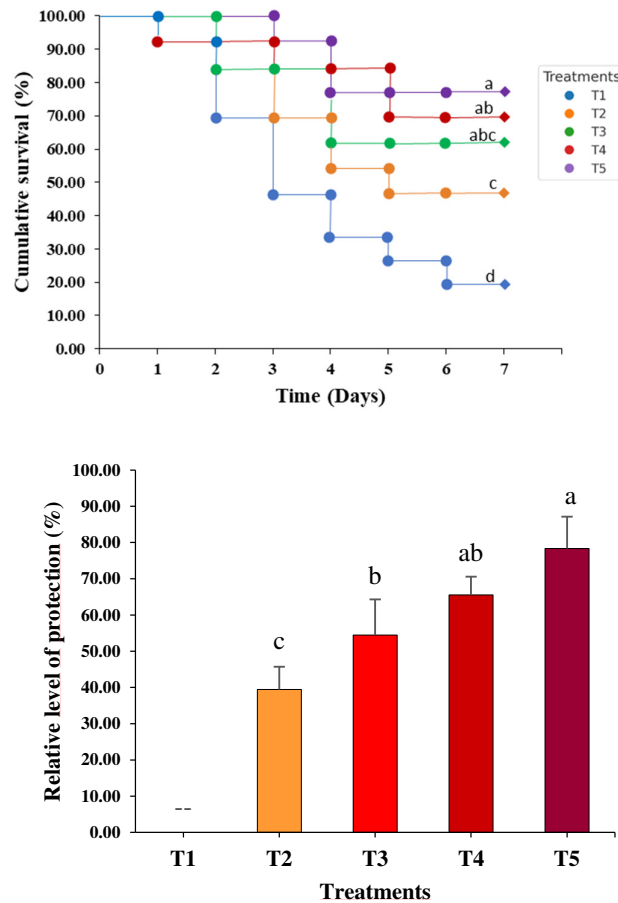 100.00
90.00
80.00
70.00
60.00
50.00
40.00
30.00
20.00
10.00
0.00
Cumulative survival (%)
a
ab
abc
c
d
Treatments
T1
T2
T3
T4
T5
0 1 2 3 4 5 6 7
Time (Days)
100.00
90.00
80.00
70.00
60.00
50.00
40.00
30.00
20.00
10.00
0.00
Relative level of protection (%)
--
c
b
ab
a
T1 T2 T3 T4 T5
Treatments